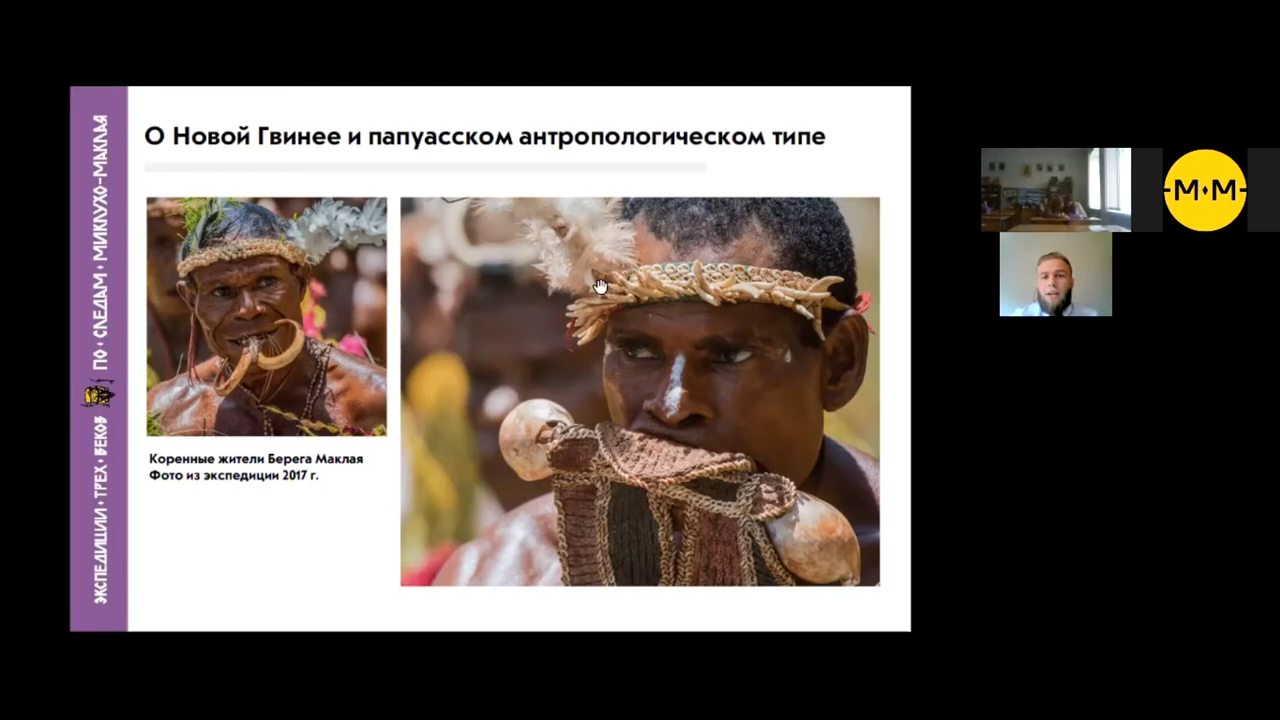 О Новой Гвинее и папуасском антропологическом типе
ЭКСПЕДИЦИИ • ТРЕХ • ВЕКОВ ПО • СЛЕДАМ • МИКЛУХО-МАКЛАЯ
Коренные жители Берега Маклая
Фото из экспедиции 2017 г.
-М♦М-